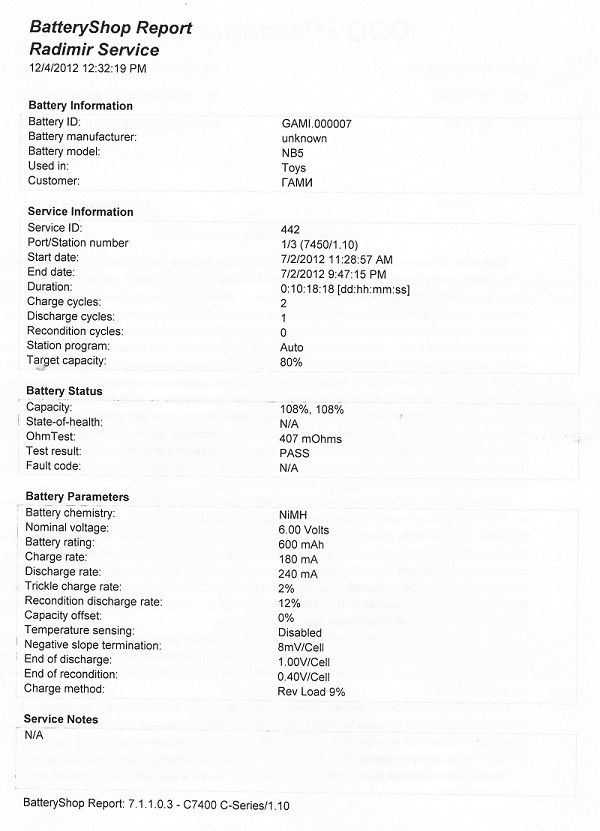 BatteryShop Report
Radimir Service
12/4/2012 12:32:19 PM
Battery Information
Battery ID: GAMI.000007
Battery manufacturer: unknown
Battery model: NB5
Used in: Toys
Customer: ГАМИ
Service Information
Service ID: 442
Port/Station number 1/3 (7450/1.10)
Start date: 7/2/2012 11:28:57 AM
End date: 7/2/2012 9:47:15 PM
Duration: 0:10:18:18 [dd:hh:mm:ss]
Charge cycles: 2
Discharge cycles: 1
Recondition cycles: 0
Station program: Auto
Target capacity: 80%
Battery Status
Capacity: 108%, 108%
State-of-health: N/A
OhmTest: 407 mOhms
Test result: PASS
Fault code: N/A
Battery Parameters
Battery chemistry: NiMH
Nominal voltage: 6.00 Volts
Battery rating: 600 mAh
Charge rate: 180 mA
Discharge rate: 240 mA
Trickle charge rate: 2%
Recondition discharge rate: 12%
Capacity offset: 0%
Temperature sensing: Disabled
Negative slope termination: 8mV/Cell
End of discharge: 1.00V/Cell
End of recondition: 0.40V/Cell
Charge method: Rev Load 9%
Service Notes
N/A
BatteryShop Report: 7.1.1.0.3 - C7400 C-Series/1.10